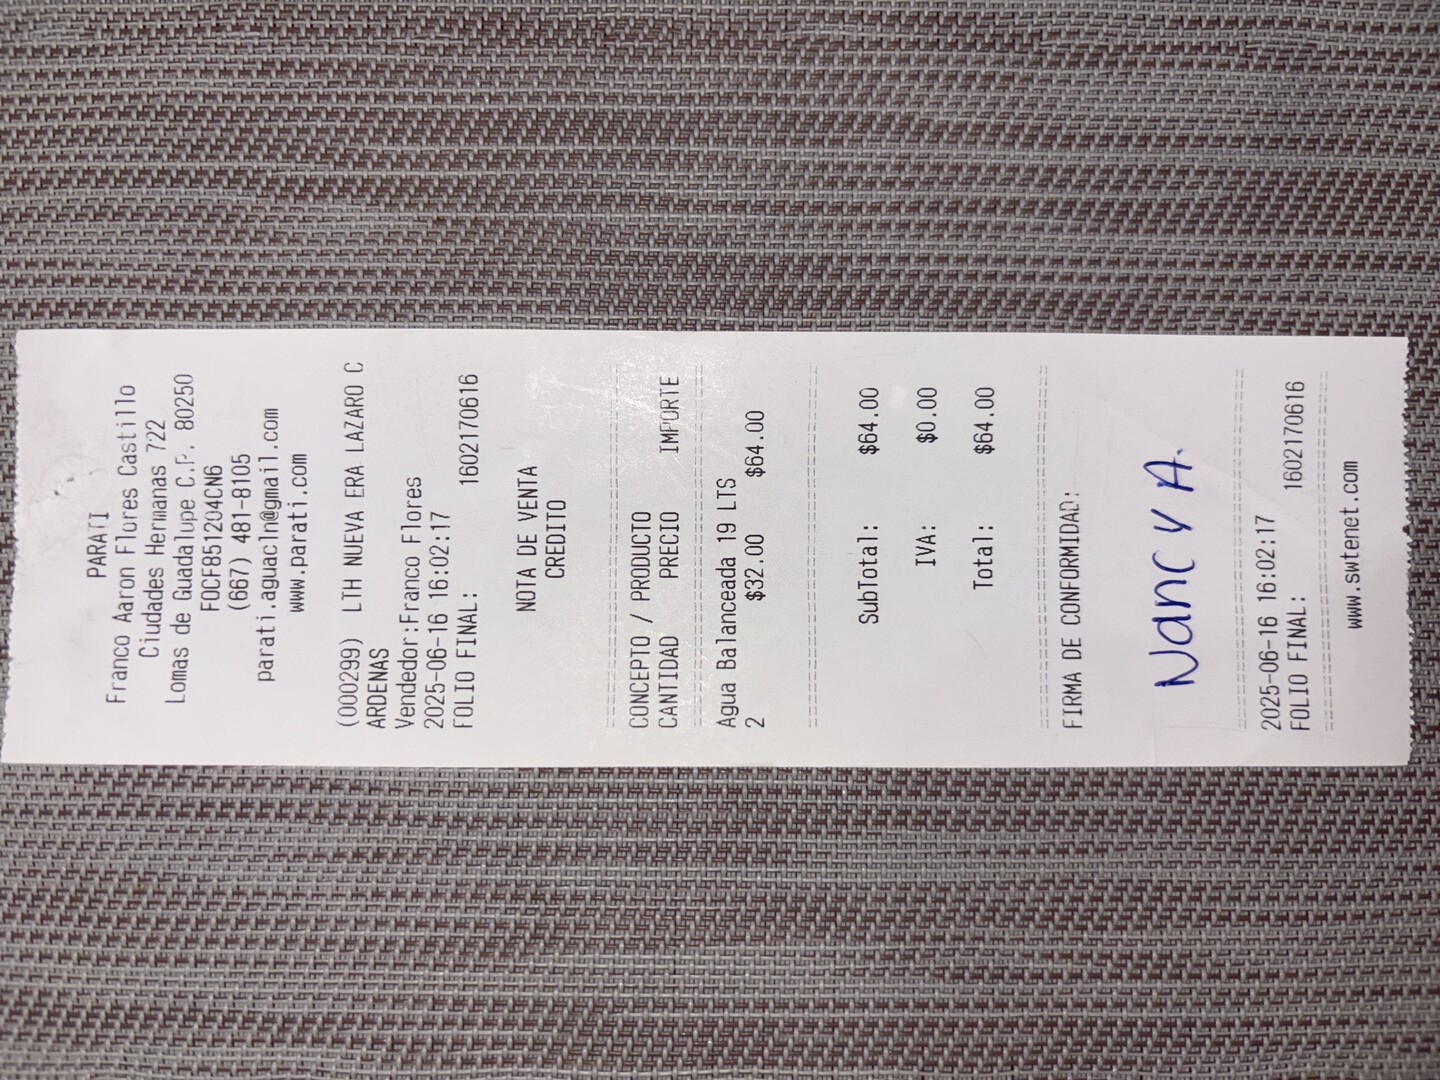 PARATI
Franco Aaron Flores Castillo
Ciudades Hermanas 722
Lomas de Guadalupe C.P. 80250
FOCF851204CN6
(667) 481-8105
parati.aguacln@gmail.com
www.parati.com
(000299) LTH NUEVA ERA LAZARO C
ARDENAS
Vendedor:Franco Flores
2025-06-16 16:02:17
FOLIO FINAL: 1602170616
NOTA DE VENTA
CREDITO
CONCEPTO / PRODUCTO
CANTIDAD PRECIO IMPORTE
Agua Balanceada 19 LTS
2 $32.00 $64.00
SubTotal: $64.00
IVA: $0.00
Total: $64.00
FIRMA DE CONFORMIDAD:
Nancy A.
2025-06-16 16:02:17
FOLIO FINAL: 1602170616
www.swtenet.com